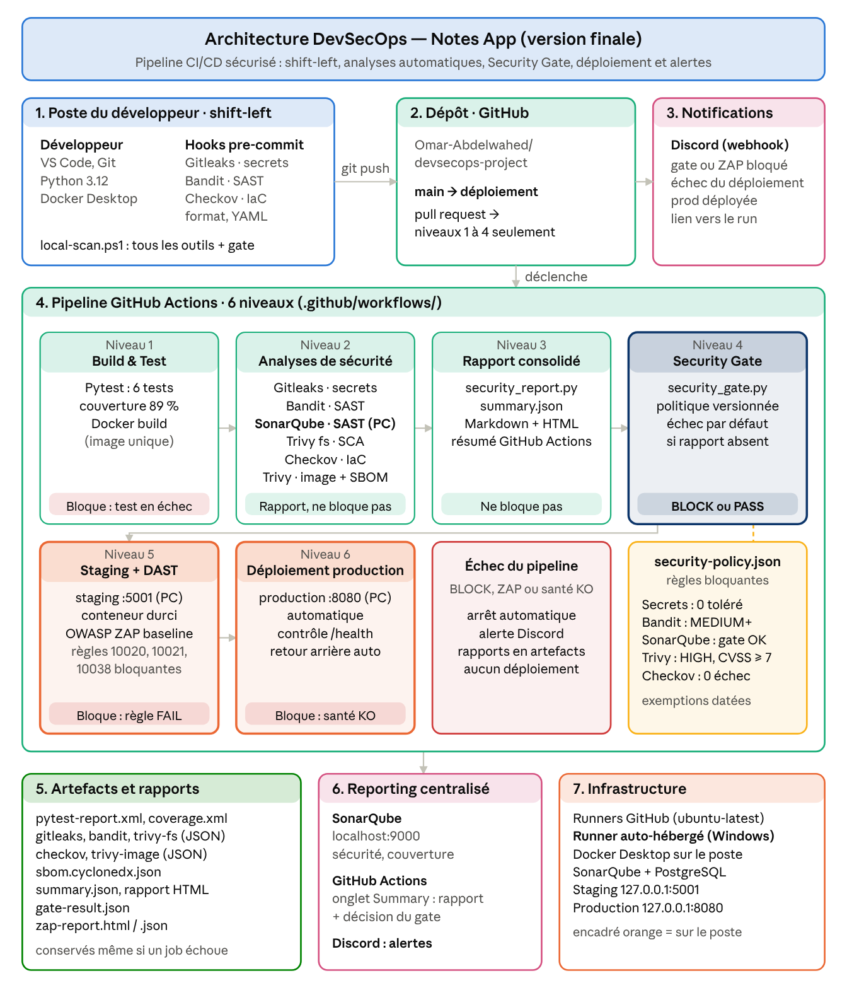 Architecture DevSecOps — Notes App (version finale)
Pipeline CI/CD sécurisé : shift-left, analyses automatiques, Security Gate, déploiement et alertes
1. Poste du développeur · shift-left
Développeur
VS Code, Git
Python 3.12
Docker Desktop
Hooks pre-commit
Gitleaks · secrets
Bandit · SAST
Checkov · IaC
format, YAML
local-scan.ps1 : tous les outils + gate
git push
2. Dépôt · GitHub
Omar-Abdelwahed/
devsecops-project
main → déploiement
pull request →
niveaux 1 à 4 seulement
3. Notifications
Discord (webhook)
gate ou ZAP bloqué
échec du déploiement
prod déployée
lien vers le run
déclenche
4. Pipeline GitHub Actions · 6 niveaux (.github/workflows/)
Niveau 1
Build & Test
Pytest : 6 tests
couverture 89 %
Docker build
(image unique)
Bloque : test en échec
Niveau 2
Analyses de sécurité
Gitleaks · secrets
Bandit · SAST
SonarQube · SAST (PC)
Trivy fs · SCA
Checkov · IaC
Trivy · image + SBOM
Rapport, ne bloque pas
Niveau 3
Rapport consolidé
security_report.py
summary.json
Markdown + HTML
résumé GitHub Actions
Ne bloque pas
Niveau 4
Security Gate
security_gate.py
politique versionnée
échec par défaut
si rapport absent
BLOCK ou PASS
Niveau 5
Staging + DAST
staging :5001 (PC)
conteneur durci
OWASP ZAP baseline
règles 10020, 10021,
10038 bloquantes
Bloque : règle FAIL
Niveau 6
Déploiement production
production :8080 (PC)
automatique
contrôle /health
retour arrière auto
Bloque : santé KO
Échec du pipeline
BLOCK, ZAP ou santé KO
arrêt automatique
alerte Discord
rapports en artefacts
aucun déploiement
security-policy.json
règles bloquantes
Secrets : 0 toléré
Bandit : MEDIUM+
SonarQube : gate OK
Trivy : HIGH, CVSS ≥ 7
Checkov : 0 échec
exemptions datées
5. Artefacts et rapports
pytest-report.xml, coverage.xml
gitleaks, bandit, trivy-fs (JSON)
checkov, trivy-image (JSON)
sbom.cyclonedx.json
summary.json, rapport HTML
gate-result.json
zap-report.html / .json
conservés même si un job échoue
6. Reporting centralisé
SonarQube
localhost:9000
sécurité, couverture
GitHub Actions
onglet Summary : rapport
+ décision du gate
Discord : alertes
7. Infrastructure
Runners GitHub (ubuntu-latest)
Runner auto-hébergé (Windows)
Docker Desktop sur le poste
SonarQube + PostgreSQL
Staging 127.0.0.1:5001
Production 127.0.0.1:8080
encadré orange = sur le poste